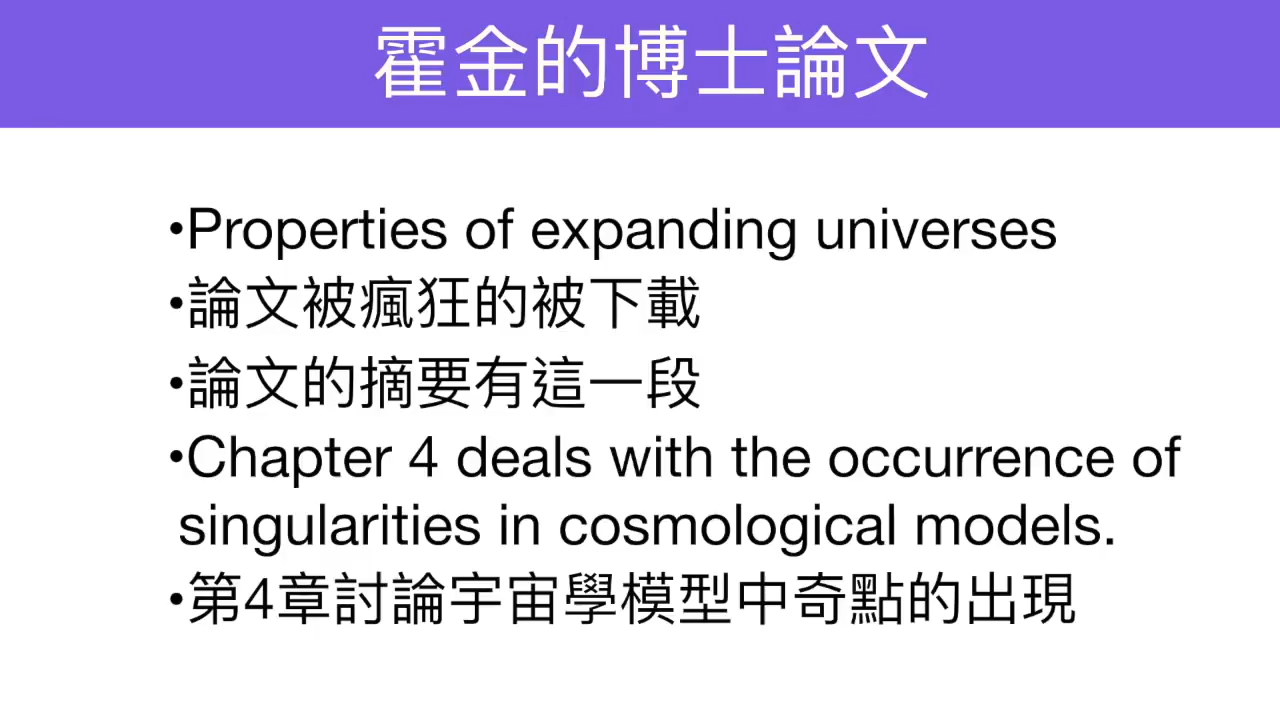 霍金的博士論文
•Properties of expanding universes
•論文被瘋狂的被下載
•論文的摘要有這一段
•Chapter 4 deals with the occurrence of
singularities in cosmological models.
•第4章討論宇宙學模型中奇點的出現